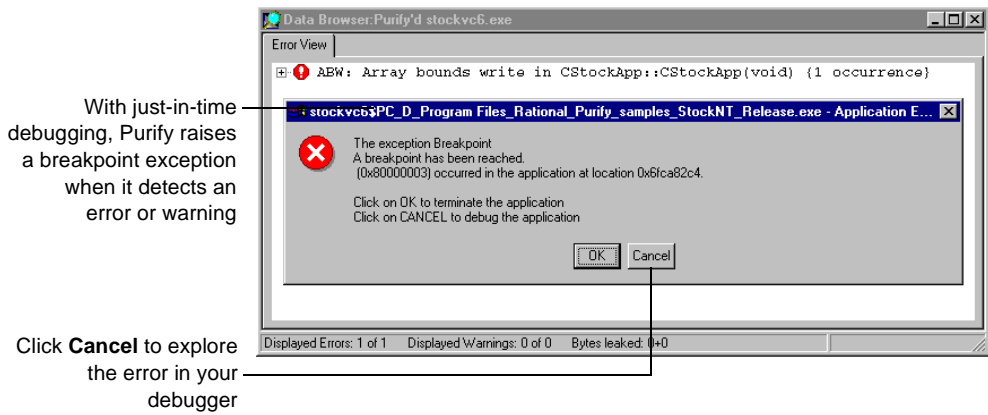 Data Browser:Purify'd stockvc6.exe
Error View
ABW: Array bounds write in CStockApp::CStockApp(void) {1 occurrence}
With just-in-time
debugging, Purify raises
a breakpoint exception
when it detects an
error or warning
stockvc6$PC_D_Program Files_Rational_Purify_samples_StockNT_Release.exe - Application E...
The exception Breakpoint
A breakpoint has been reached.
(0x80000003) occurred in the application at location 0x6fca82c4.
Click on OK to terminate the application
Click on CANCEL to debug the application
OK
Cancel
Displayed Errors: 1 of 1 Displayed Warnings: 0 of 0 Bytes leaked: 0+0
Click Cancel to explore
the error in your
debugger